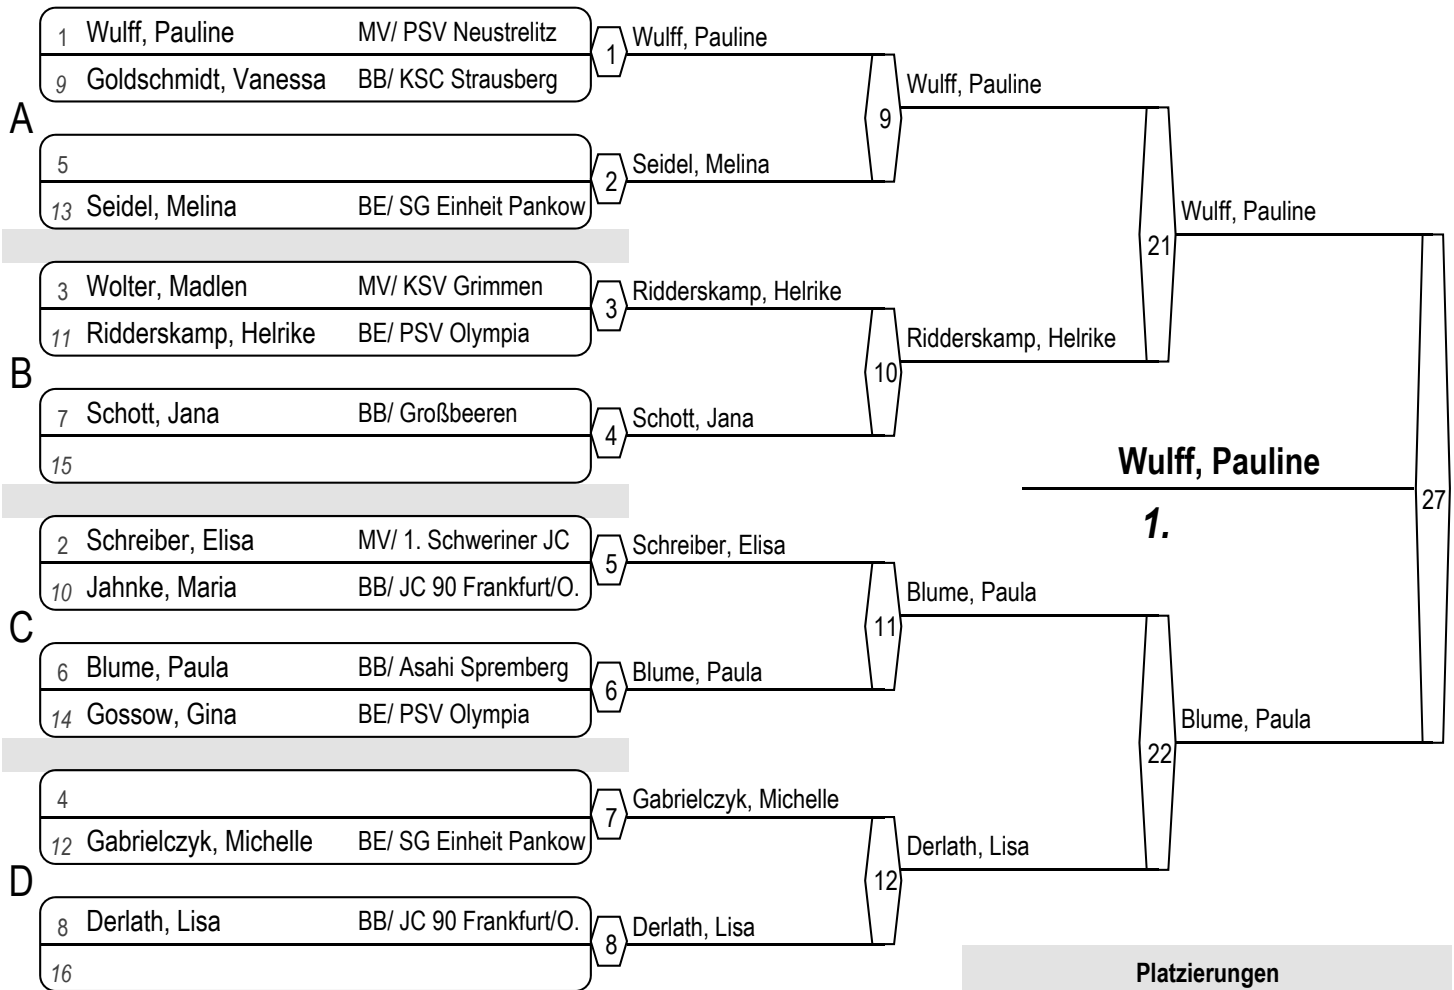 1 Wulff, Pauline MV/ PSV Neustrelitz
9 Goldschmidt, Vanessa BB/ KSC Strausberg
1 Wulff, Pauline
A
5
13 Seidel, Melina BE/ SG Einheit Pankow
2 Seidel, Melina
9 Wulff, Pauline
3 Wolter, Madlen MV/ KSV Grimmen
11 Ridderskamp, Helrike BE/ PSV Olympia
3 Ridderskamp, Helrike
B
7 Schott, Jana BB/ Großbeeren
15
4 Schott, Jana
10 Ridderskamp, Helrike
21 Wulff, Pauline
2 Schreiber, Elisa MV/ 1. Schweriner JC
10 Jahnke, Maria BB/ JC 90 Frankfurt/O.
5 Schreiber, Elisa
C
6 Blume, Paula BB/ Asahi Spremberg
14 Gossow, Gina BE/ PSV Olympia
6 Blume, Paula
11 Blume, Paula
4
12 Gabrielczyk, Michelle BE/ SG Einheit Pankow
7 Gabrielczyk, Michelle
D
8 Derlath, Lisa BB/ JC 90 Frankfurt/O.
16
8 Derlath, Lisa
12 Derlath, Lisa
22 Blume, Paula
27
Wulff, Pauline
1.
Platzierungen